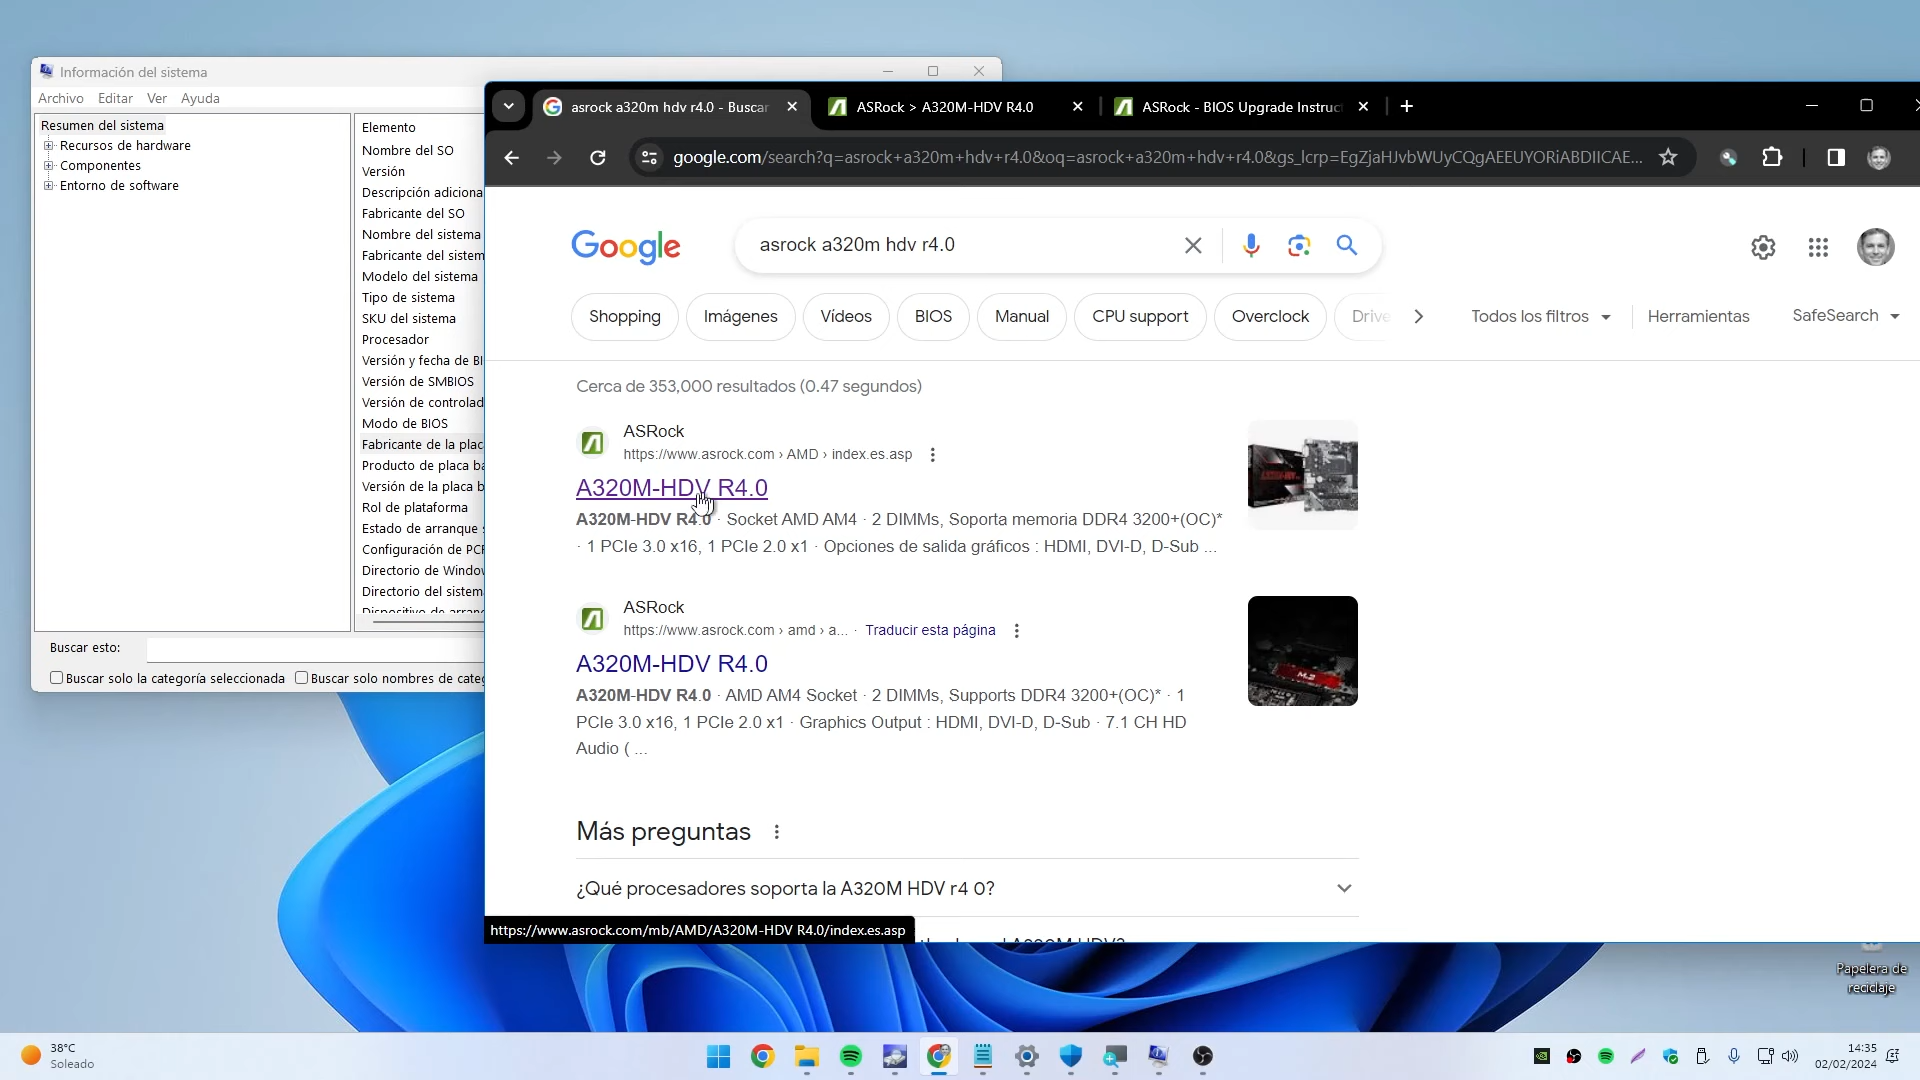 Información del sistema
Archivo Editar Ver Ayuda
Resumen del sistema
Recursos de hardware
Componentes
Entorno de software
Elemento
Nombre del SO
Versión
Descripción adiciona
Fabricante del SO
Nombre del sistema
Fabricante del sistem
Modelo del sistema
Tipo de sistema
SKU del sistema
Procesador
Versión y fecha de BI
Versión de SMBIOS
Versión de controlad
Modo de BIOS
Fabricante de la plac
Producto de placa ba
Versión de la placa b
Rol de plataforma
Estado de arranque s
Configuración de PCR
Directorio de Window
Directorio del sistem
Dispositivo de arranc
Buscar esto:
Buscar solo la categoría seleccionada Buscar solo nombres de categ
asrock a320m hdv r4.0 - Buscar
ASRock > A320M-HDV R4.0
ASRock - BIOS Upgrade Instruct
google.com/search?q=asrock+a320m+hdv+r4.0&oq=asrock+a320m+hdv+r4.0&gs_lcrp=EgZjaHJvbWUyCQgAEEUYORiABDIICAE...
Google
asrock a320m hdv r4.0
Shopping Imágenes Vídeos BIOS Manual CPU support Overclock Drive Todos los filtros Herramientas SafeSearch
Cerca de 353,000 resultados (0.47 segundos)
ASRock
https://www.asrock.com › AMD › index.es.asp
A320M-HDV R4.0
A320M-HDV R4.0 · Socket AMD AM4 · 2 DIMMs, Soporta memoria DDR4 3200+(OC)*
· 1 PCIe 3.0 x16, 1 PCIe 2.0 x1 · Opciones de salida gráficos : HDMI, DVI-D, D-Sub ...
ASRock
https://www.asrock.com › amd › a... · Traducir esta página
A320M-HDV R4.0
A320M-HDV R4.0 · AMD AM4 Socket · 2 DIMMs, Supports DDR4 3200+(OC)* · 1
PCIe 3.0 x16, 1 PCIe 2.0 x1 · Graphics Output : HDMI, DVI-D, D-Sub · 7.1 CH HD
Audio ( ...
Más preguntas
¿Qué procesadores soporta la A320M HDV r4 0?
https://www.asrock.com/mb/AMD/A320M-HDV R4.0/index.es.asp
Papelera de
reciclaje
38°C
Soleado
14:35
02/02/2024